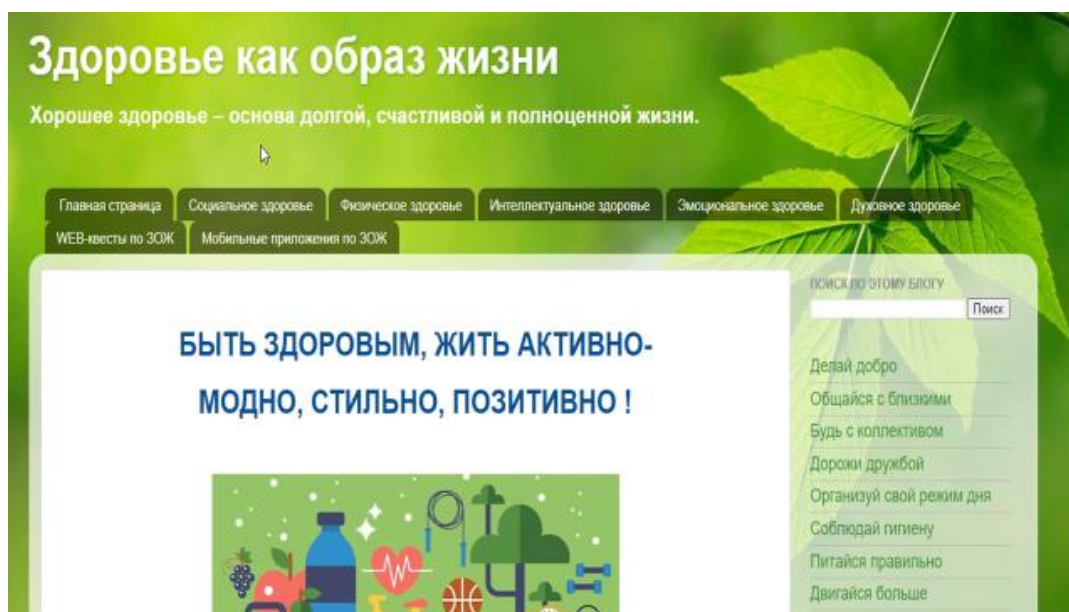 Здоровье как образ жизни
Хорошее здоровье – основа долгой, счастливой и полноценной жизни.
Главная страница
Социальное здоровье
Физическое здоровье
Интеллектуальное здоровье
Эмоциональное здоровье
Духовное здоровье
WEB-квесты по ЗОЖ
Мобильные приложения по ЗОЖ
БЫТЬ ЗДОРОВЫМ, ЖИТЬ АКТИВНО-
МОДНО, СТИЛЬНО, ПОЗИТИВНО !
ПОИСК ПО ЭТОМУ БЛОГУ
Поиск
Делай добро
Общайся с близкими
Будь с коллективом
Дорожи дружбой
Организуй свой режим дня
Соблюдай гигиену
Питайся правильно
Двигайся больше